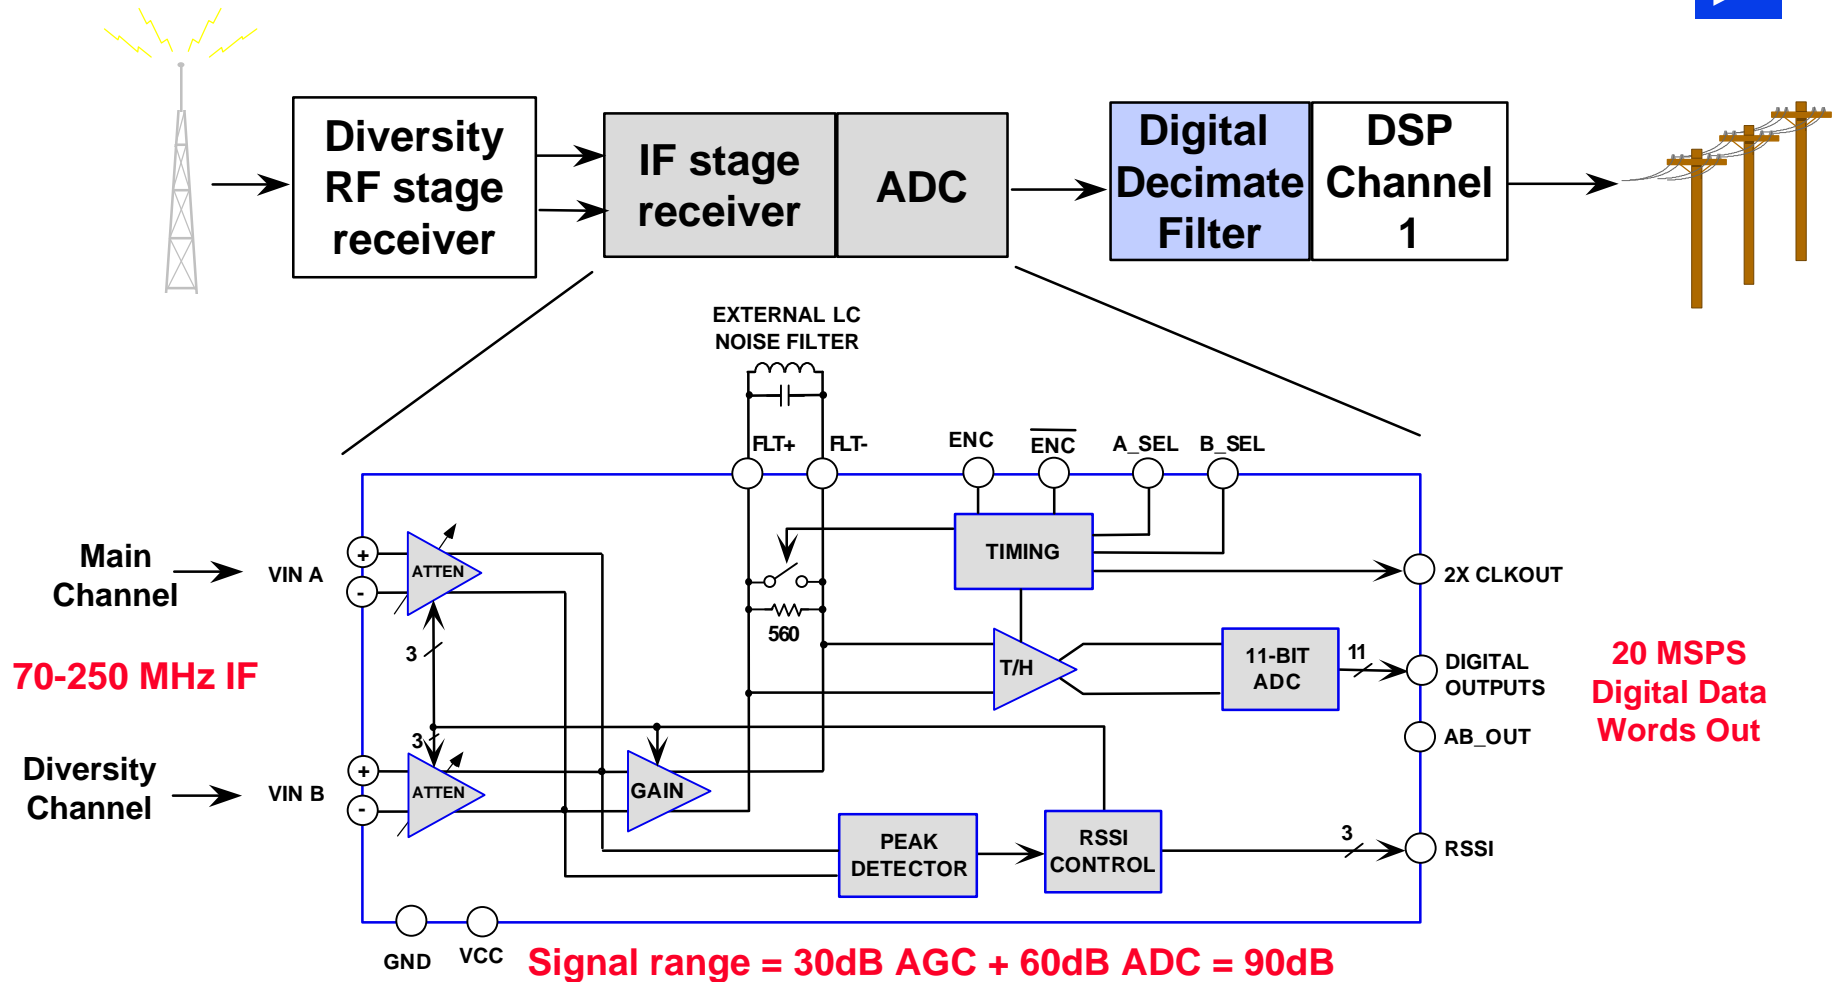 Diversity
RF stage
receiver
IF stage
receiver
ADC
Digital
Decimate
Filter
DSP
Channel
1
EXTERNAL LC
NOISE FILTER
FLT+
FLT-
ENC
ENC
A_SEL
B_SEL
Main
Channel
VIN A
+
-
ATTEN
TIMING
2X CLKOUT
560
3
T/H
11-BIT
ADC
11
DIGITAL
OUTPUTS
70-250 MHz IF
20 MSPS
Digital Data
Words Out
3
AB_OUT
Diversity
Channel
VIN B
+
-
ATTEN
GAIN
PEAK
DETECTOR
RSSI
CONTROL
3
RSSI
GND
VCC
Signal range = 30dB AGC + 60dB ADC = 90dB